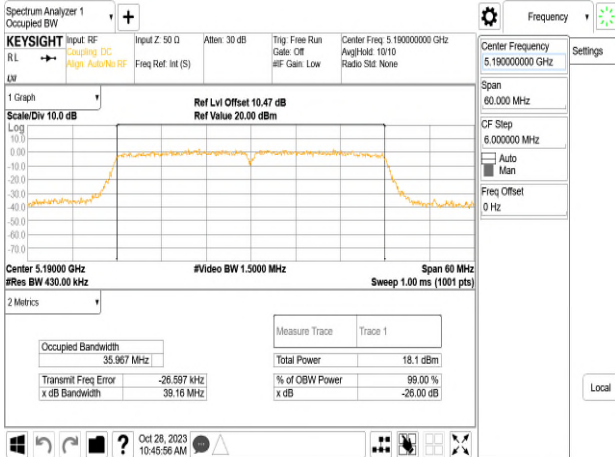 Spectrum Analyzer 1
Occupied BW
KEYSIGHT
RL
Input: RF
Coupling: DC
Align: Auto/No RF
Input Z: 50 Ω
Freq Ref: Int (S)
Atten: 30 dB
Trig: Free Run
Gate: Off
#IF Gain: Low
Center Freq: 5.190000000 GHz
Avg|Hold: 10/10
Radio Std: None
1 Graph
Scale/Div 10.0 dB
Ref Lvl Offset 10.47 dB
Ref Value 20.00 dBm
Log
10.0
0.00
-10.0
-20.0
-30.0
-40.0
-50.0
-60.0
-70.0
Center 5.19000 GHz
#Video BW 1.5000 MHz
Span 60 MHz
#Res BW 430.00 kHz
Sweep 1.00 ms (1001 pts)
2 Metrics
Measure Trace
Trace 1
Occupied Bandwidth
35.967 MHz
Total Power
18.1 dBm
Transmit Freq Error
-26.597 kHz
% of OBW Power
99.00 %
x dB Bandwidth
39.16 MHz
x dB
-26.00 dB
Oct 28, 2023
10:45:56 AM
Frequency
Center Frequency
5.190000000 GHz
Settings
Span
60.000 MHz
CF Step
6.000000 MHz
Auto
Man
Freq Offset
0 Hz
Local